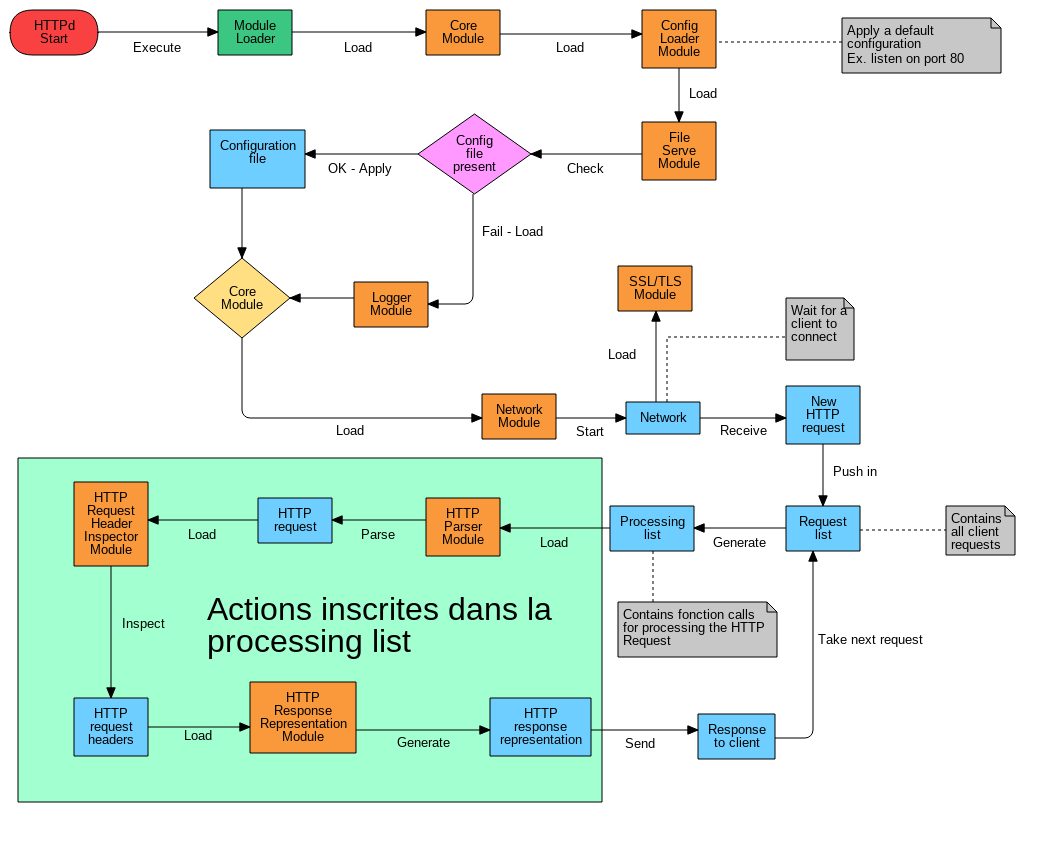 HTTPd
Start
Execute
Module
Loader
Load
Core
Module
Load
Config
Loader
Module
Apply a default
configuration
Ex. listen on port 80
Load
File
Serve
Module
Check
Config
file
present
OK - Apply
Configuration
file
Fail - Load
Logger
Module
Core
Module
Load
Network
Module
Start
Network
Load
SSL/TLS
Module
Wait for a
client to
connect
Receive
New
HTTP
request
Push in
Request
list
Contains
all client
requests
Generate
Processing
list
Contains fonction calls
for processing the HTTP
Request
Load
HTTP
Parser
Module
Parse
HTTP
request
Load
HTTP
Request
Header
Inspector
Module
Inspect
Actions inscrites dans la
processing list
HTTP
request
headers
Load
HTTP
Response
Representation
Module
Generate
HTTP
response
representation
Send
Response
to client
Take next request